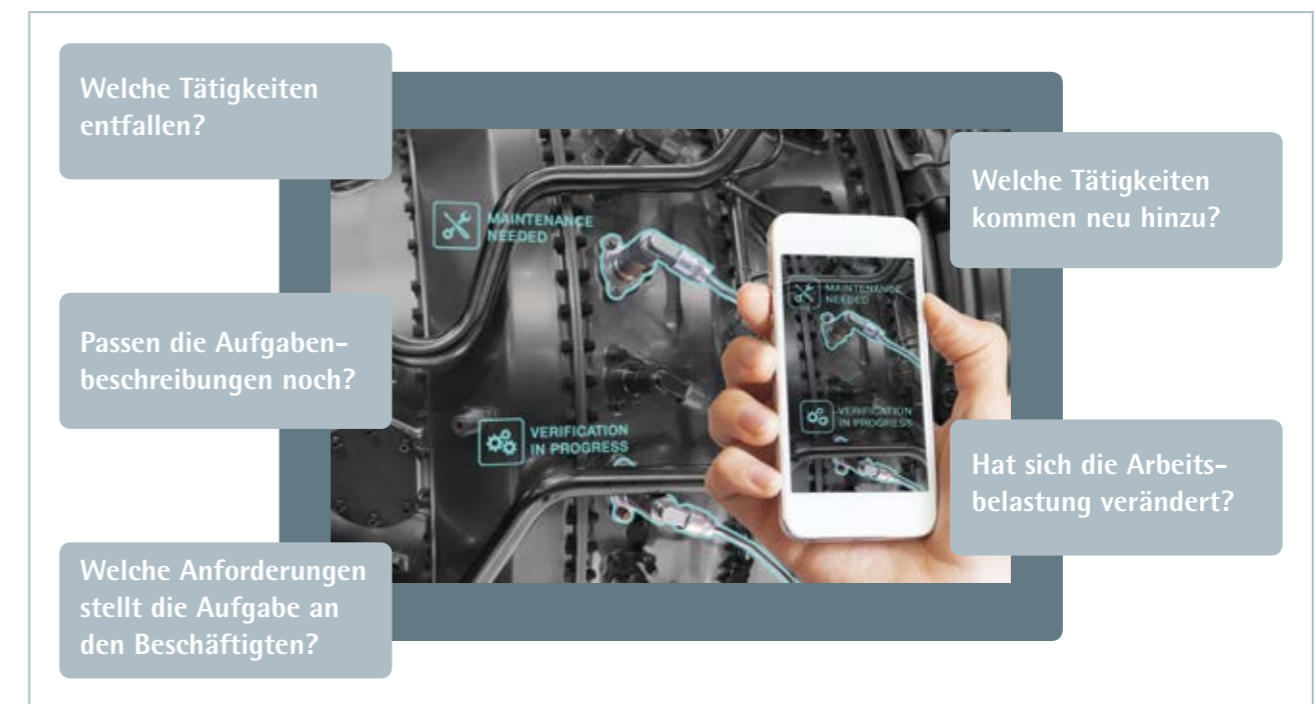 Welche Tätigkeiten
entfallen?
Passen die Aufgaben-
beschreibungen noch?
Welche Anforderungen
stellt die Aufgabe an
den Beschäftigten?
MAINTENANCE
NEEDED
VERIFICATION
IN PROGRESS
MAINTENANCE
NEEDED
VERIFICATION
IN PROGRESS
Welche Tätigkeiten
kommen neu hinzu?
Hat sich die Arbeits-
belastung verändert?